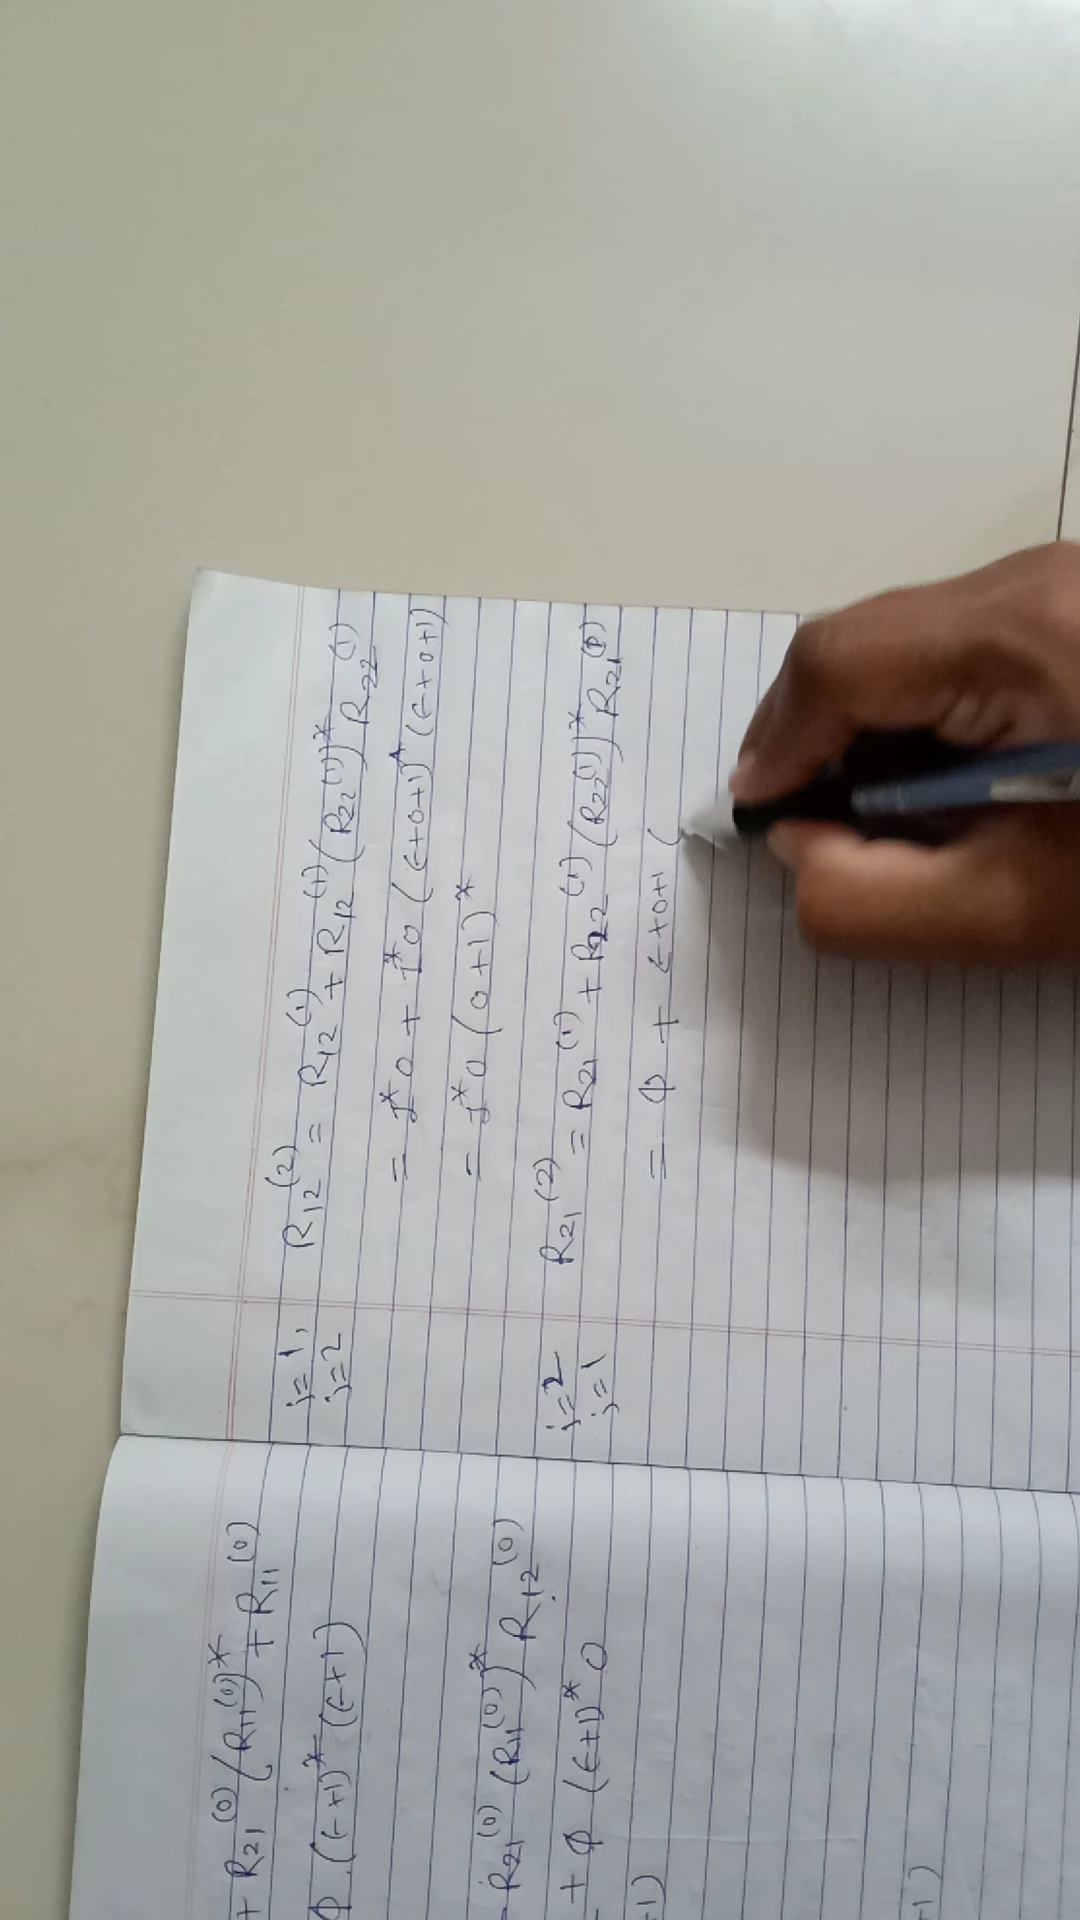 i=1, R12^(2) = R12^(1) + R12^(1) (R22^(1))* R22^(1)
j=2
= 1*0 + 1*0 (ε+0+1)* (ε+0+1)
= 1*0 (0+1)*
i=2 R21^(2) = R21^(1) + R22^(1) (R22^(1))* R21^(1)
j=1
= φ + ε+0+1 (
+ R21^(0) (R11^(0))* + R11^(0)
φ (ε+1)* (ε+1)
R21^(0) (R11^(0))* R12^(0)
+ φ (ε+1)* 0
+1)
+1)